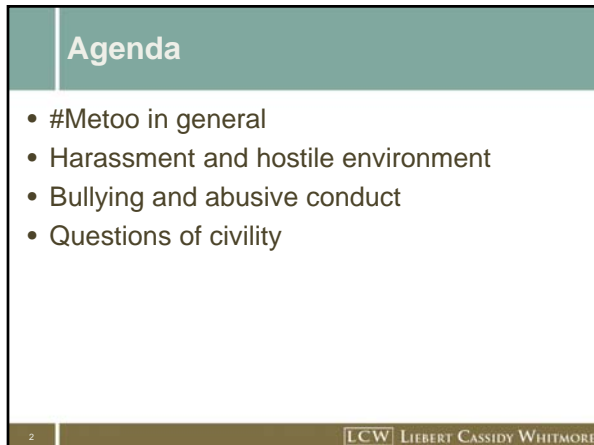 Agenda
• #Metoo in general
• Harassment and hostile environment
• Bullying and abusive conduct
• Questions of civility
2
LCW LIEBERT CASSIDY WHITMORE